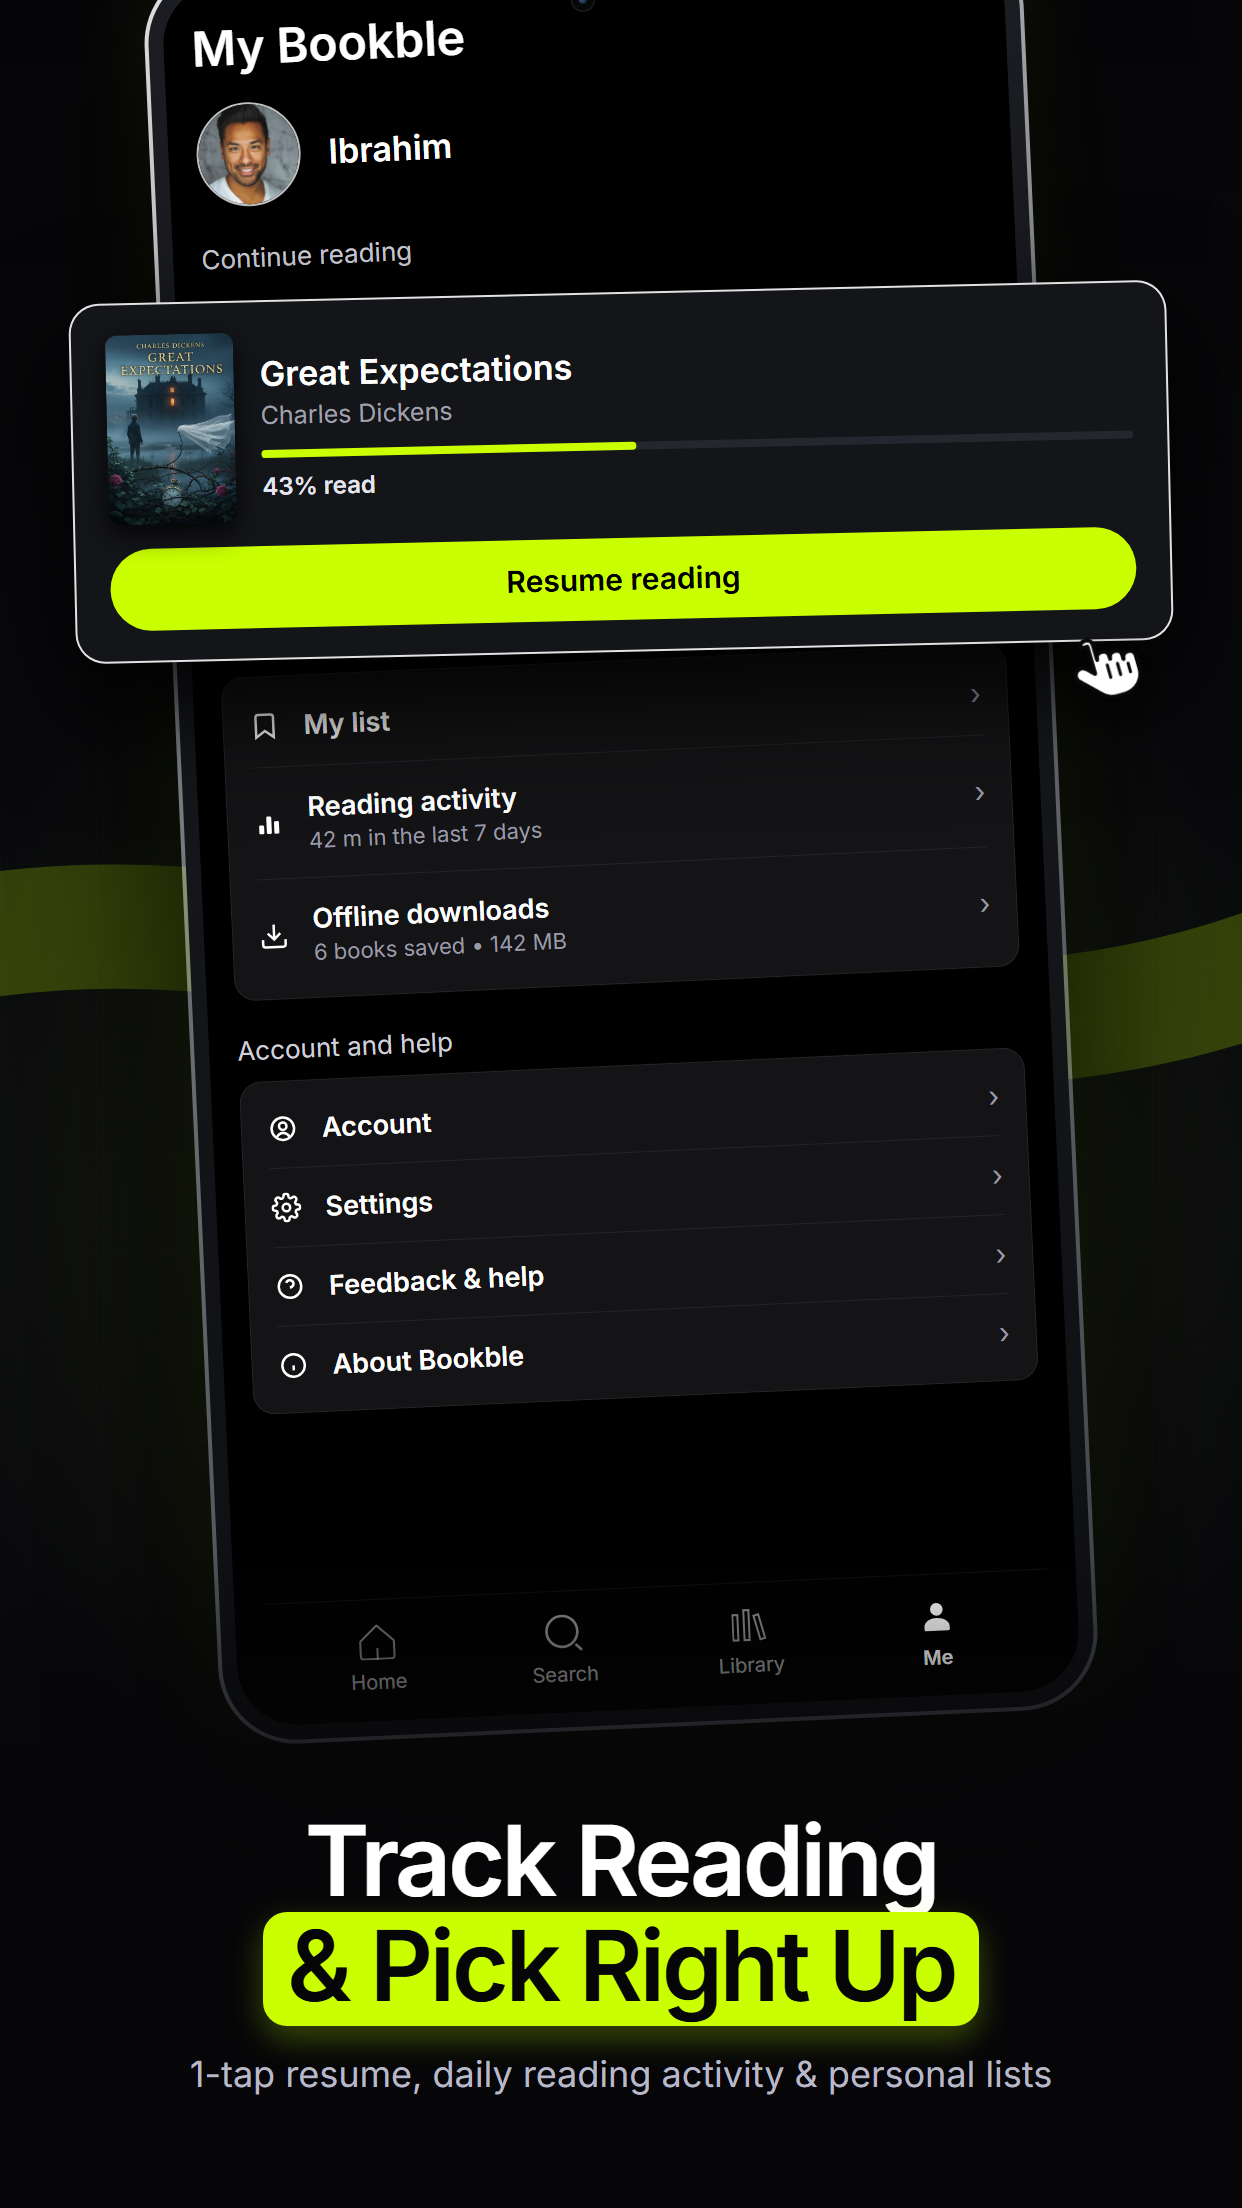 My Bookble
Ibrahim
Continue reading
CHARLES DICKENS
GREAT
EXPECTATIONS
Great Expectations
Charles Dickens
43% read
Resume reading
My list
Reading activity
42 m in the last 7 days
Offline downloads
6 books saved • 142 MB
Account and help
Account
Settings
Feedback & help
About Bookble
Home
Search
Library
Me
Track Reading
& Pick Right Up
1-tap resume, daily reading activity & personal lists